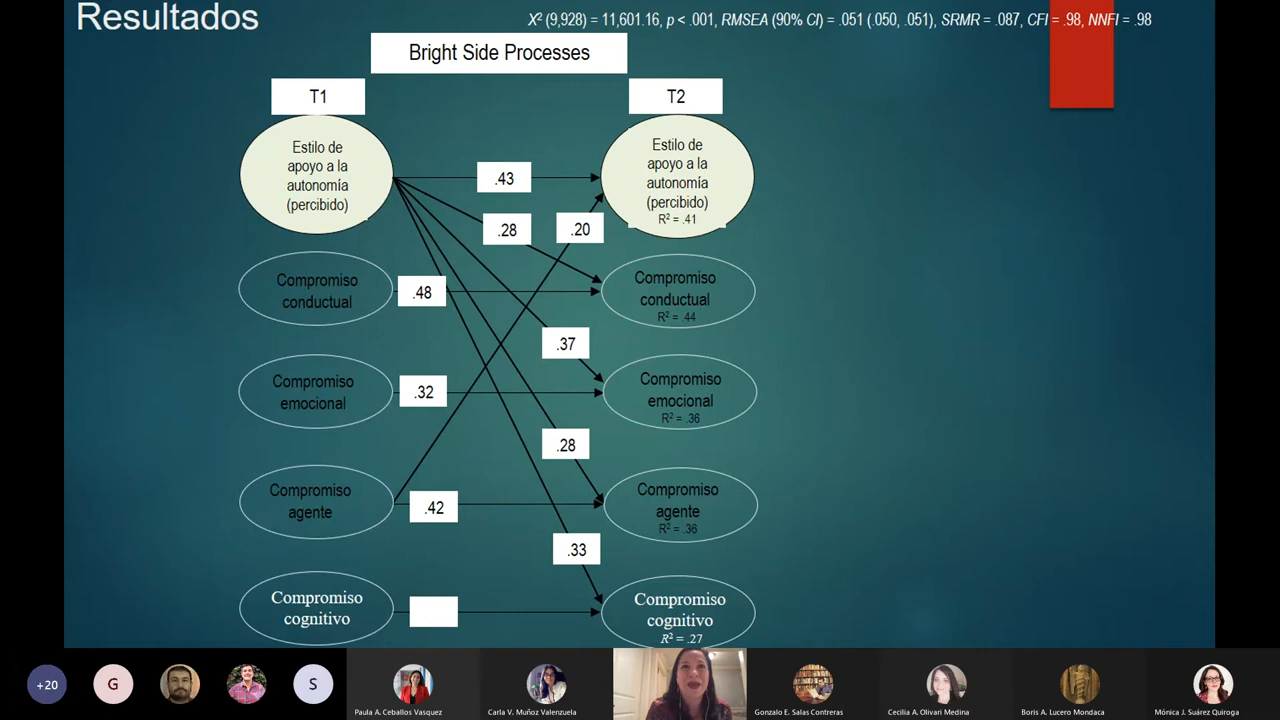 Resultados
X² (9,928) = 11,601.16, p < .001, RMSEA (90% CI) = .051 (.050, .051), SRMR = .087, CFI = .98, NNFI = .98
Bright Side Processes
T1
T2
Estilo de
apoyo a la
autonomía
(percibido)
.43
Estilo de
apoyo a la
autonomía
(percibido)
R² = .41
.28
.20
Compromiso
conductual
.48
Compromiso
conductual
R² = .44
.37
Compromiso
emocional
.32
Compromiso
emocional
R² = .36
.28
Compromiso
agente
.42
Compromiso
agente
R² = .36
.33
Compromiso
cognitivo
Compromiso
cognitivo
R² = .27
+20
G
S
Paula A. Ceballos Vasquez
Carla V. Muñoz Valenzuela
Gonzalo E. Salas Contreras
Cecilia A. Olivari Medina
Boris A. Lucero Mondaca
Mónica J. Suárez Quiroga